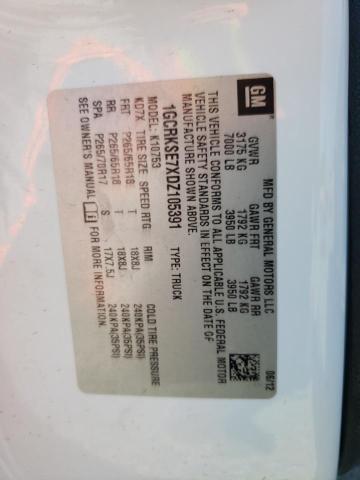 GM
MFD BY GENERAL MOTORS LLC 06/12
GVWR GAWR FRT GAWR RR
3175 KG 1792 KG 1792 KG
7000 LB 3950 LB 3950 LB
THIS VEHICLE CONFORMS TO ALL APPLICABLE U.S. FEDERAL MOTOR
VEHICLE SAFETY STANDARDS IN EFFECT ON THE DATE OF
MANUFACTURE SHOWN ABOVE.
1GCRKSE7XDZ105391 TYPE: TRUCK
MODEL: K10753
KDTX TIRE SIZE SPEED RTG RIM COLD TIRE PRESSURE
FRT P265/65R18 T 18X8J 240KPA(35PSI)
RR P265/65R18 T 18X8J 240KPA(35PSI)
SPA P265/70R17 S 17X7.5J 240KPA(35PSI)
SEE OWNER'S MANUAL